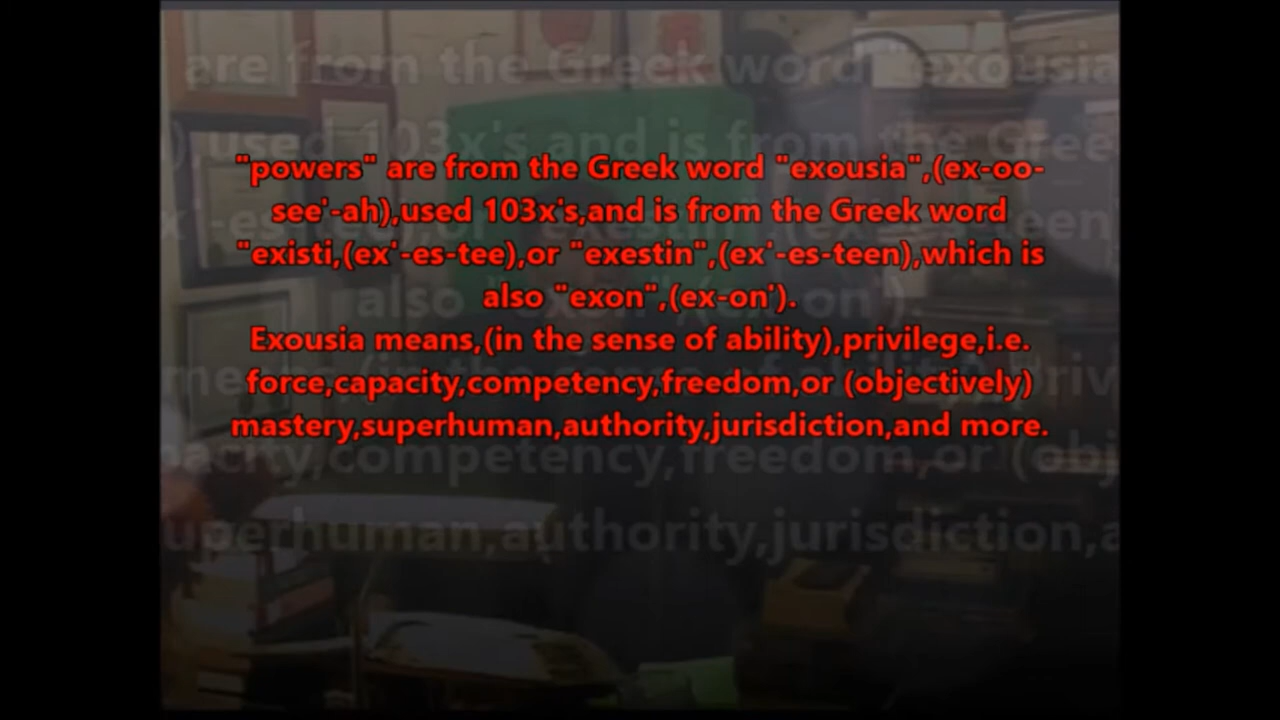 "powers" are from the Greek word "exousia",(ex-oo-
see'-ah),used 103x's,and is from the Greek word
"existi,(ex'-es-tee),or "exestin",(ex'-es-teen),which is
also "exon",(ex-on').
Exousia means,(in the sense of ability),privilege,i.e.
force,capacity,competency,freedom,or (objectively)
mastery,superhuman,authority,jurisdiction,and more.